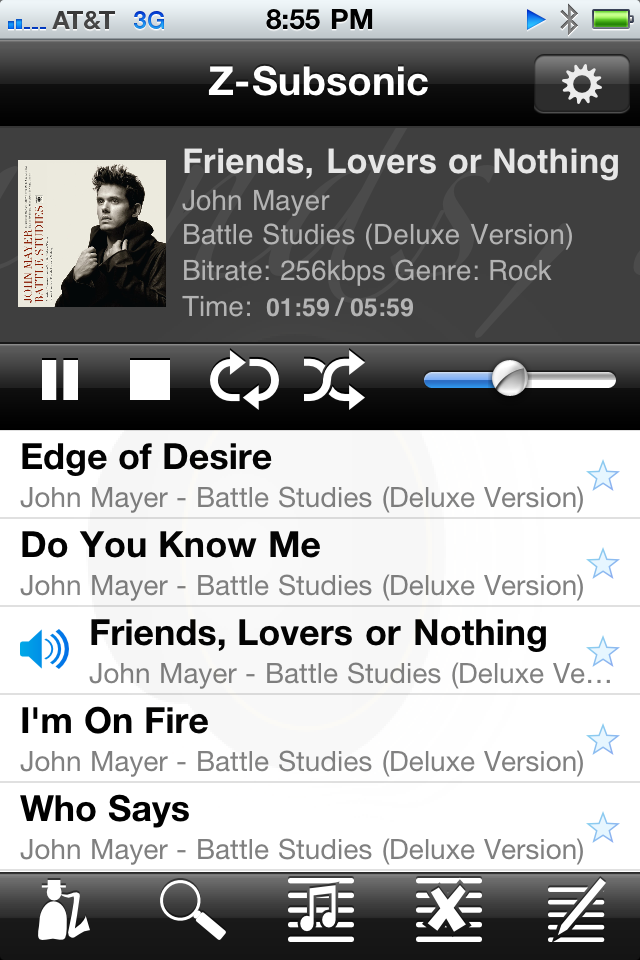 AT&T 3G 8:55 PM
Z-Subsonic
JOHN MAYER
BATTLE STUDIES
Friends, Lovers or Nothing
John Mayer
Battle Studies (Deluxe Version)
Bitrate: 256kbps Genre: Rock
Time: 01:59 / 05:59
Edge of Desire
John Mayer - Battle Studies (Deluxe Version)
Do You Know Me
John Mayer - Battle Studies (Deluxe Version)
Friends, Lovers or Nothing
John Mayer - Battle Studies (Deluxe Ve...
I'm On Fire
John Mayer - Battle Studies (Deluxe Version)
Who Says
John Mayer - Battle Studies (Deluxe Version)